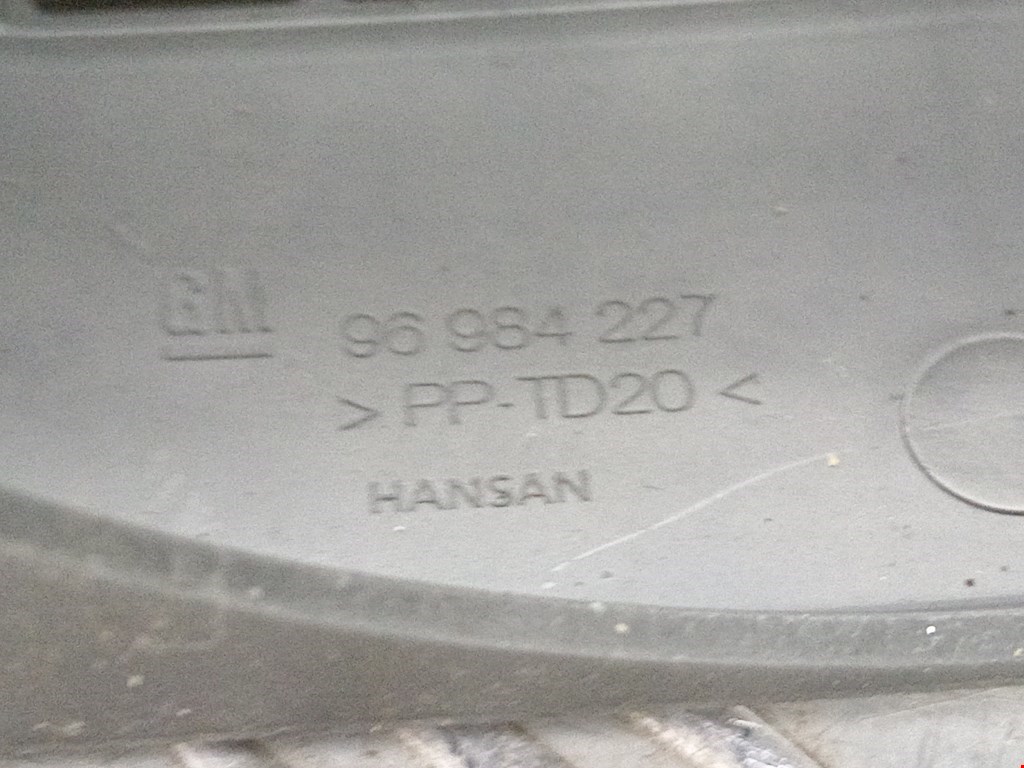 GM
96 984 227
> PP-TD20 <
HANSAN